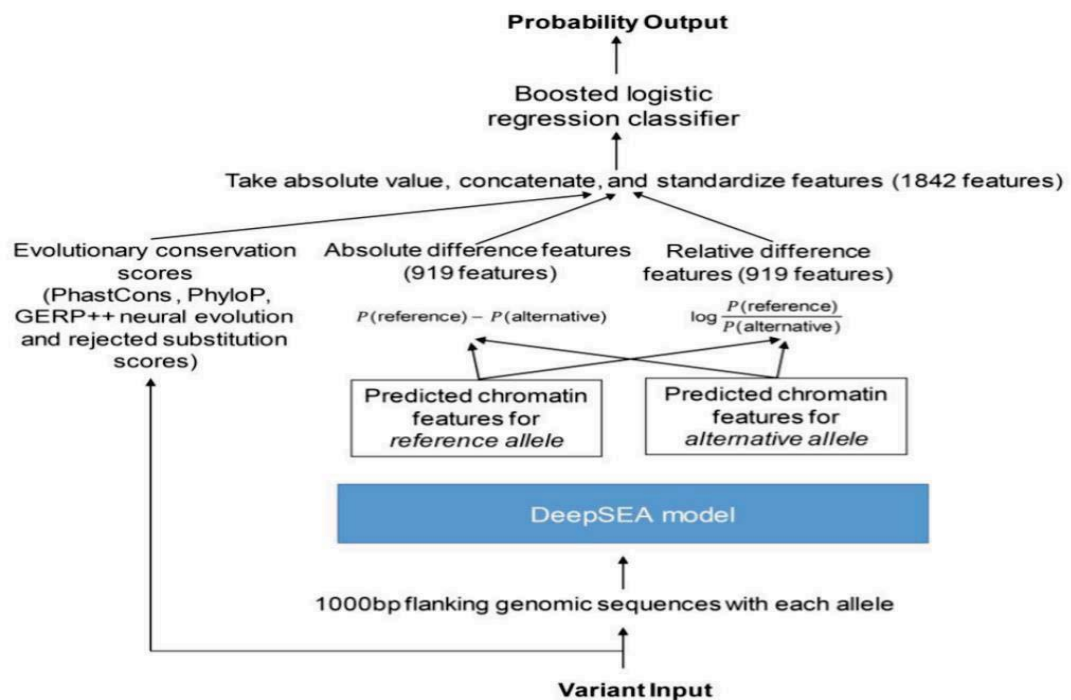 Probability Output
Boosted logistic
regression classifier
Take absolute value, concatenate, and standardize features (1842 features)
Evolutionary conservation
scores
(PhastCons , PhyloP,
GERP++ neural evolution
and rejected substitution
scores)
Absolute difference features
(919 features)
P(reference) − P(alternative)
Relative difference
features (919 features)
log P(reference)
P(alternative)
Predicted chromatin
features for
reference allele
Predicted chromatin
features for
alternative allele
DeepSEA model
1000bp flanking genomic sequences with each allele
Variant Input